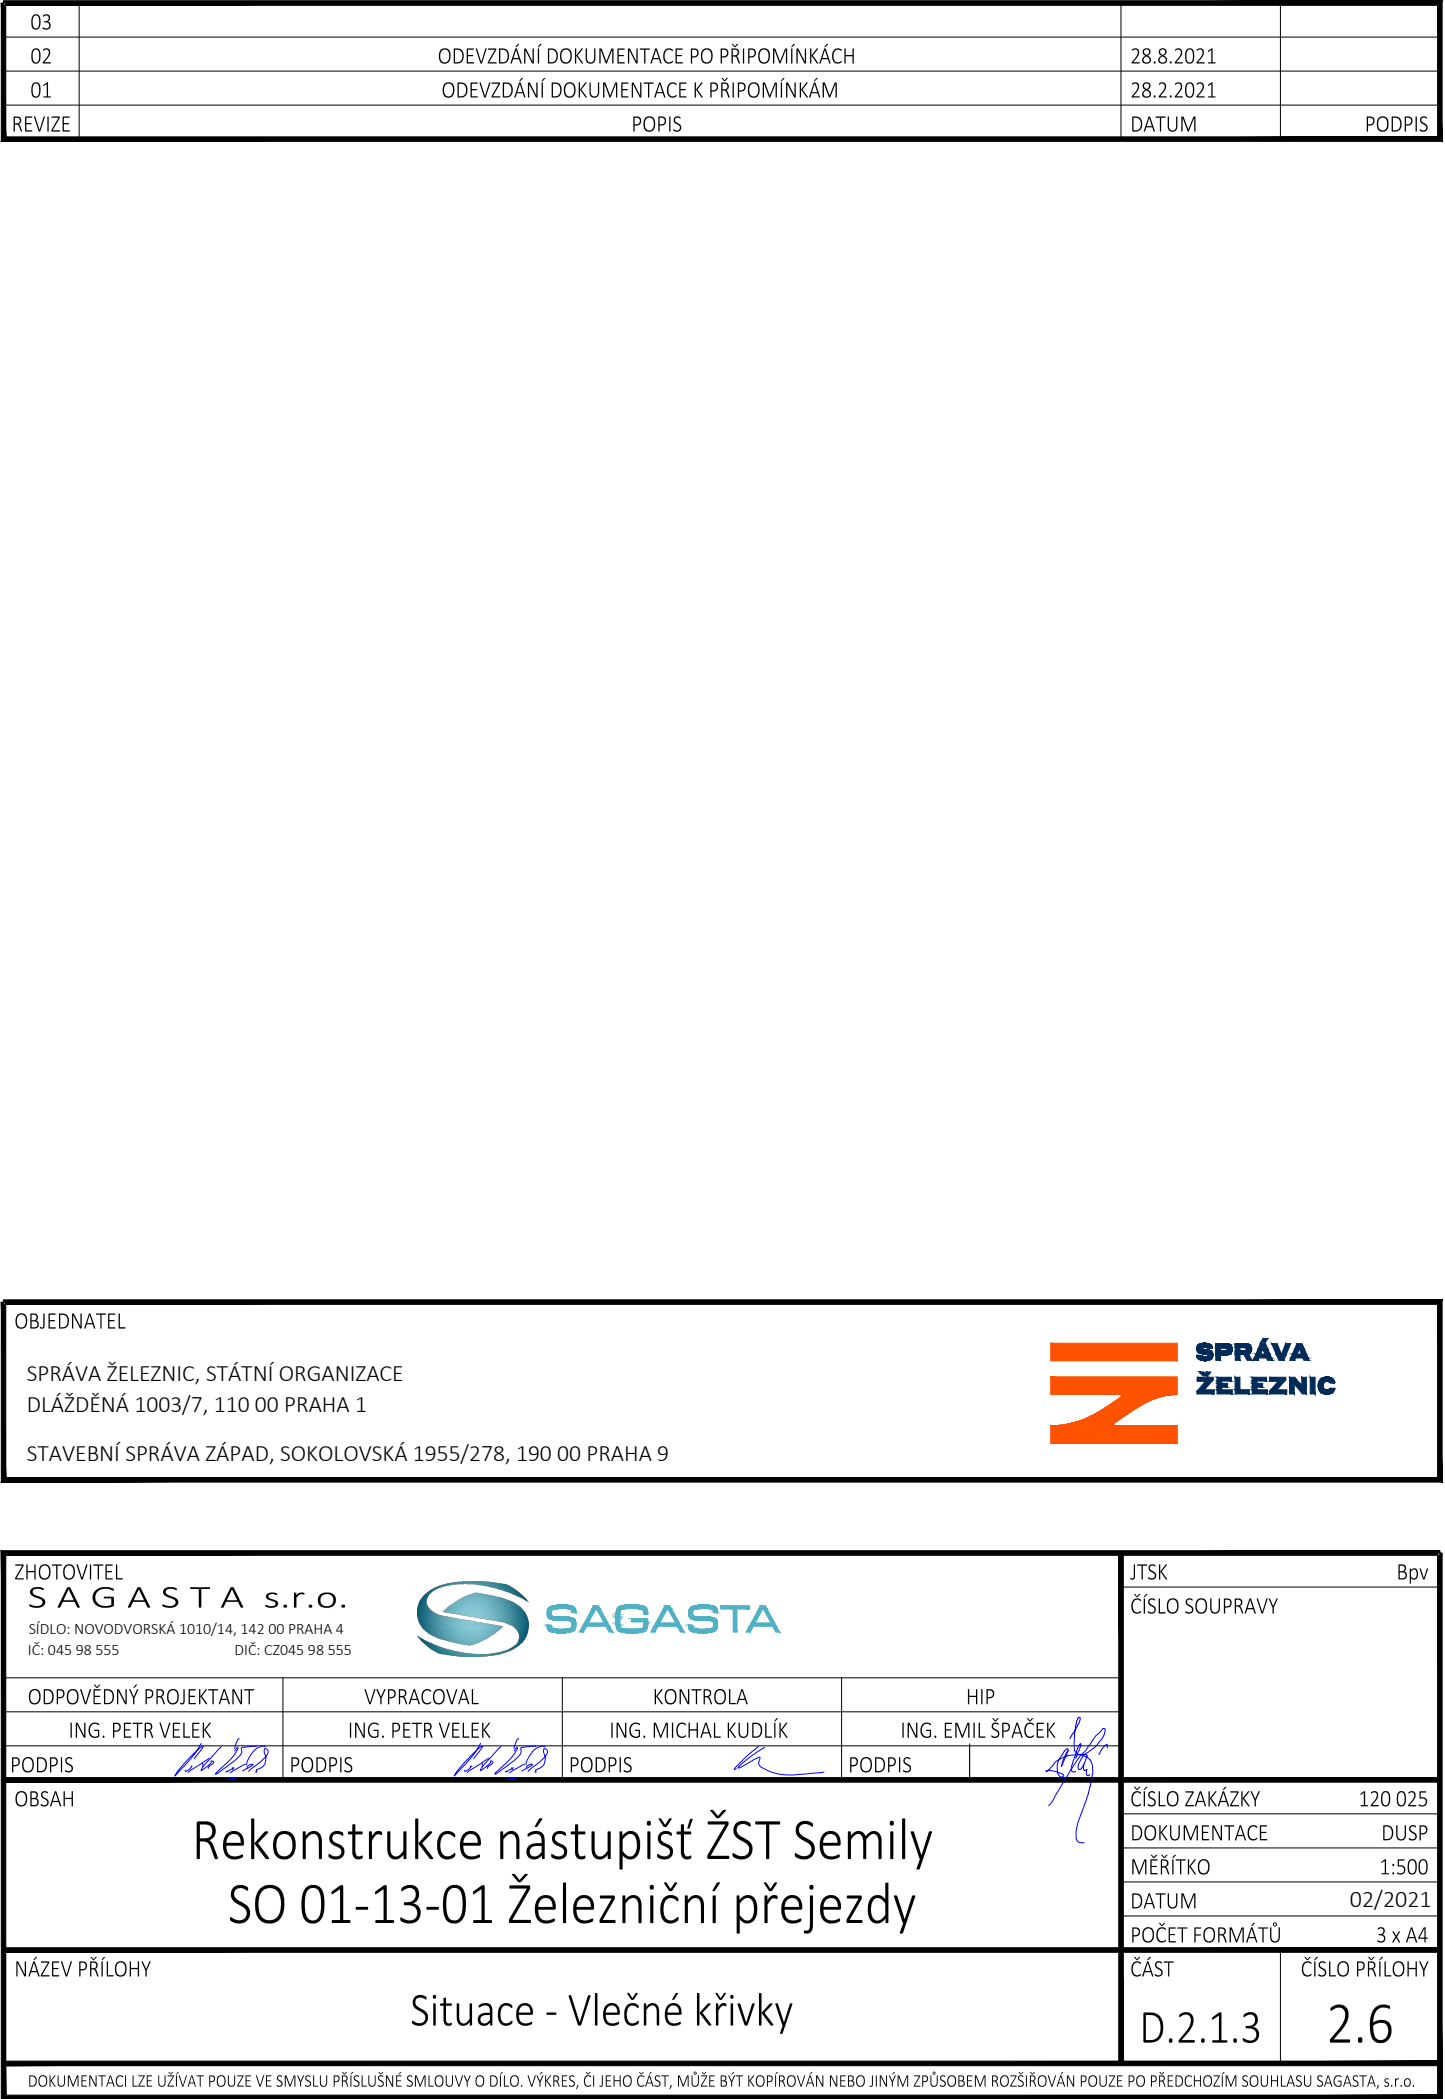 03
02 ODEVZDÁNÍ DOKUMENTACE PO PŘIPOMÍNKÁCH 28.8.2021
01 ODEVZDÁNÍ DOKUMENTACE K PŘIPOMÍNKÁM 28.2.2021
REVIZE POPIS DATUM PODPIS
OBJEDNATEL
SPRÁVA ŽELEZNIC, STÁTNÍ ORGANIZACE
DLÁŽDĚNÁ 1003/7, 110 00 PRAHA 1
STAVEBNÍ SPRÁVA ZÁPAD, SOKOLOVSKÁ 1955/278, 190 00 PRAHA 9
SPRÁVA
ŽELEZNIC
ZHOTOVITEL
SAGASTA s.r.o.
SÍDLO: NOVODVORSKÁ 1010/14, 142 00 PRAHA 4
IČ: 045 98 555 DIČ: CZ045 98 555
SAGASTA
JTSK Bpv
ČÍSLO SOUPRAVY
ODPOVĚDNÝ PROJEKTANT VYPRACOVAL KONTROLA HIP
ING. PETR VELEK ING. PETR VELEK ING. MICHAL KUDLÍK ING. EMIL ŠPAČEK
PODPIS PODPIS PODPIS PODPIS
OBSAH
Rekonstrukce nástupišť ŽST Semily
SO 01-13-01 Železniční přejezdy
ČÍSLO ZAKÁZKY 120 025
DOKUMENTACE DUSP
MĚŘÍTKO 1:500
DATUM 02/2021
POČET FORMÁTŮ 3 x A4
NÁZEV PŘÍLOHY
Situace - Vlečné křivky
ČÁST ČÍSLO PŘÍLOHY
D.2.1.3 2.6
DOKUMENTACI LZE UŽÍVAT POUZE VE SMYSLU PŘÍSLUŠNÉ SMLOUVY O DÍLO. VÝKRES, ČI JEHO ČÁST, MŮŽE BÝT KOPÍROVÁN NEBO JINÝM ZPŮSOBEM ROZŠIŘOVÁN POUZE PO PŘEDCHOZÍM SOUHLASU SAGASTA, s.r.o.